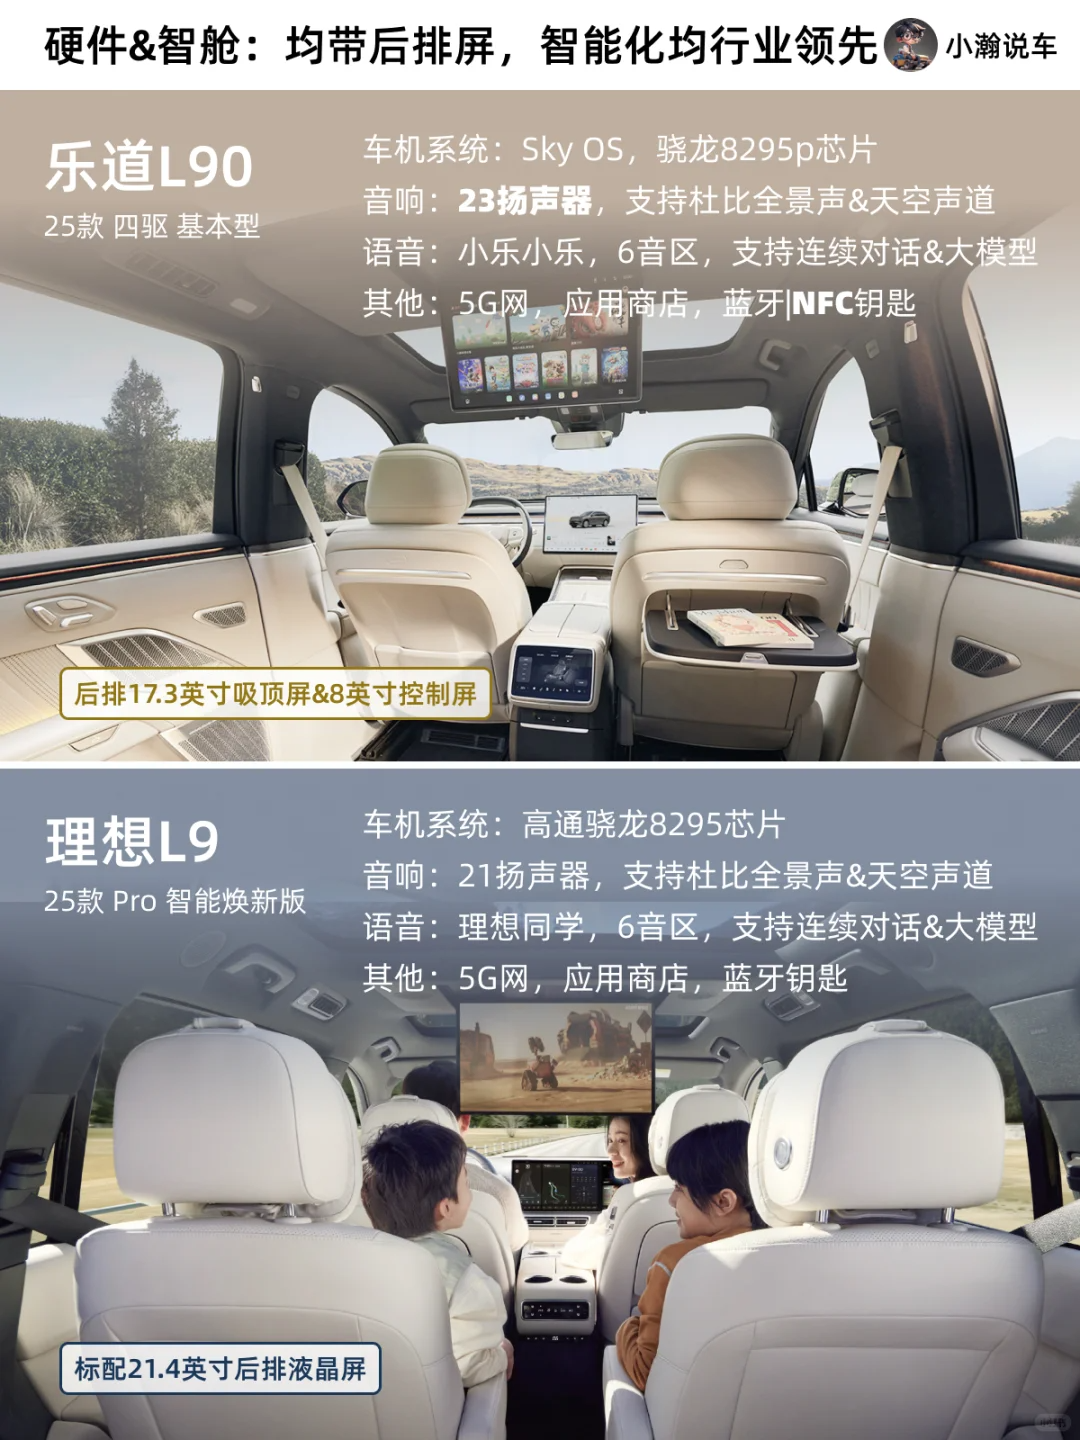 硬件&智舱：均带后排屏，智能化均行业领先
小瀚说车
乐道L90
25款 四驱 基本型
车机系统：Sky OS，骁龙8295p芯片
音响：23扬声器，支持杜比全景声&天空声道
语音：小乐小乐，6音区，支持连续对话&大模型
其他：5G网，应用商店，蓝牙|NFC钥匙
后排17.3英寸吸顶屏&8英寸控制屏
理想L9
25款 Pro 智能焕新版
车机系统：高通骁龙8295芯片
音响：21扬声器，支持杜比全景声&天空声道
语音：理想同学，6音区，支持连续对话&大模型
其他：5G网，应用商店，蓝牙钥匙
标配21.4英寸后排液晶屏